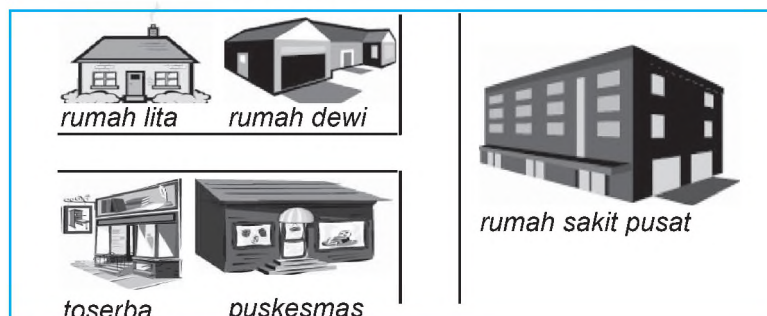 rumah lita
rumah dewi
rumah sakit pusat
toserba
puskesmas